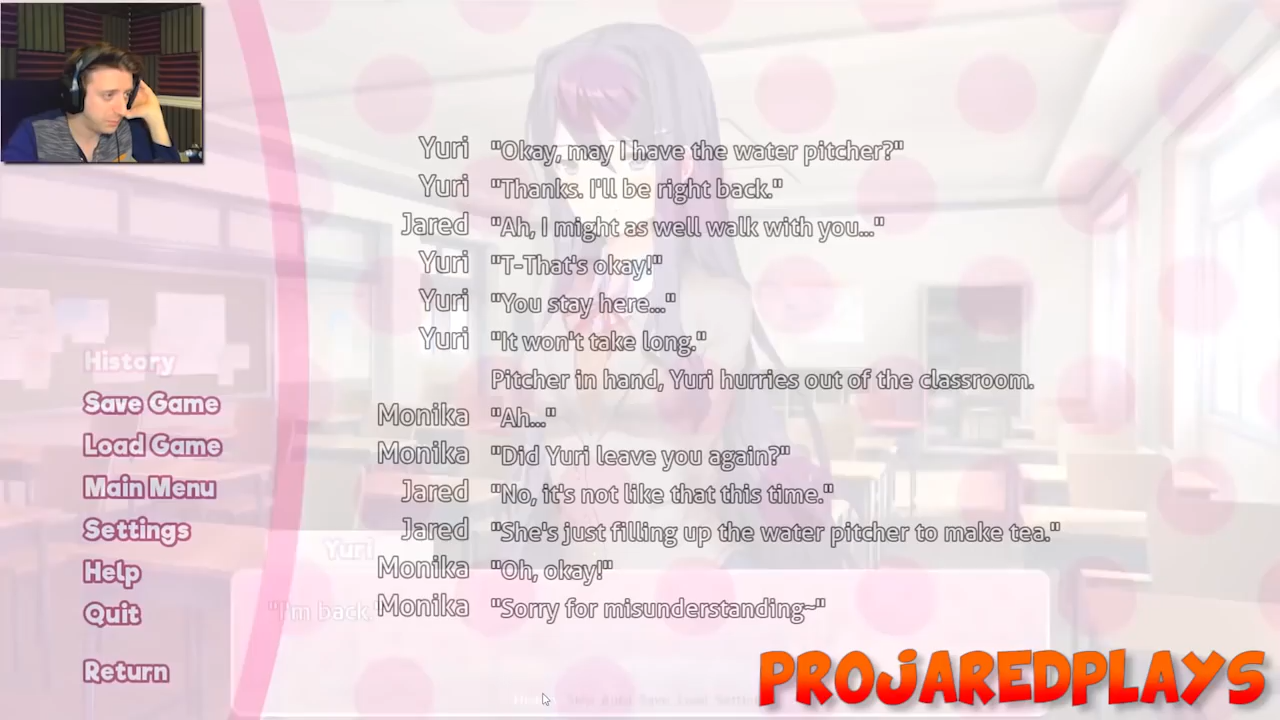 Yuri "Okay, may I have the water pitcher?"
Yuri "Thanks. I'll be right back."
Jared "Ah, I might as well walk with you..."
Yuri "T-That's okay!"
Yuri "You stay here..."
Yuri "It won't take long."
Pitcher in hand, Yuri hurries out of the classroom.
Monika "Ah..."
Monika "Did Yuri leave you again?"
Jared "No, it's not like that this time."
Jared "She's just filling up the water pitcher to make tea."
Monika "Oh, okay!"
Monika "Sorry for misunderstanding~"
History
Save Game
Load Game
Main Menu
Settings
Help
Quit
Return
Yuri
"I'm back
PROJAREDPLAYS